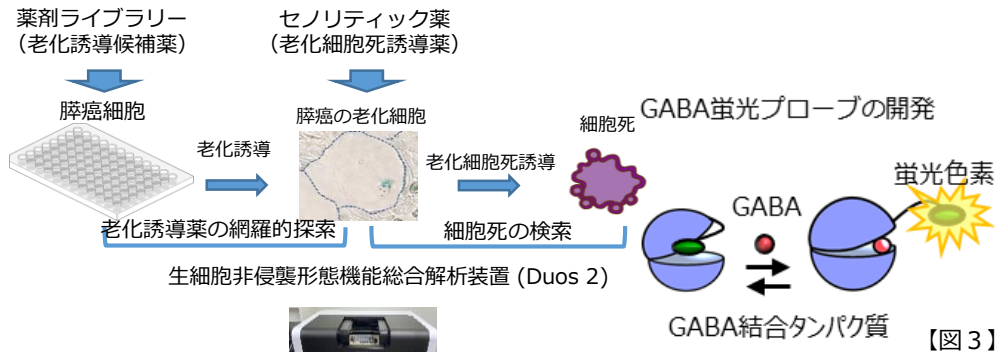 薬剤ライブラリー
（老化誘導候補薬）
セノリティック薬
（老化細胞死誘導薬）
膵癌細胞
老化誘導
膵癌の老化細胞
老化細胞死誘導
細胞死
老化誘導薬の網羅的探索
細胞死の検索
生細胞非侵襲形態機能総合解析装置 (Duos 2)
GABA蛍光プローブの開発
蛍光色素
GABA
GABA結合タンパク質
【図３】